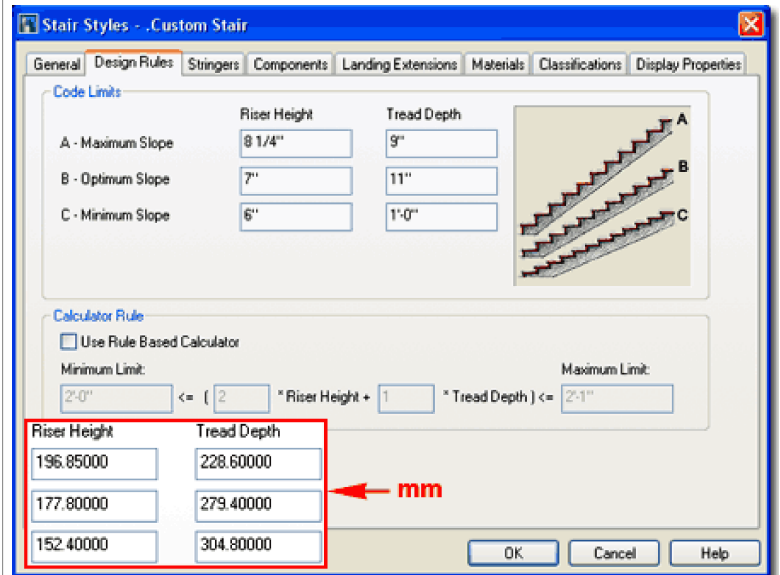 Stair Styles - .Custom Stair
General Design Rules Stringers Components Landing Extensions Materials Classifications Display Properties
Code Limits
Riser Height Tread Depth
A - Maximum Slope 8 1/4" 9"
B - Optimum Slope 7" 11"
C - Minimum Slope 6" 1'-0"
A
B
C
Calculator Rule
Use Rule Based Calculator
Minimum Limit: Maximum Limit:
2'-0" <= ( 2 * Riser Height + 1 * Tread Depth ) <= 2'-1"
Riser Height Tread Depth
196.85000 228.60000
mm
177.80000 279.40000
152.40000 304.80000
OK Cancel Help